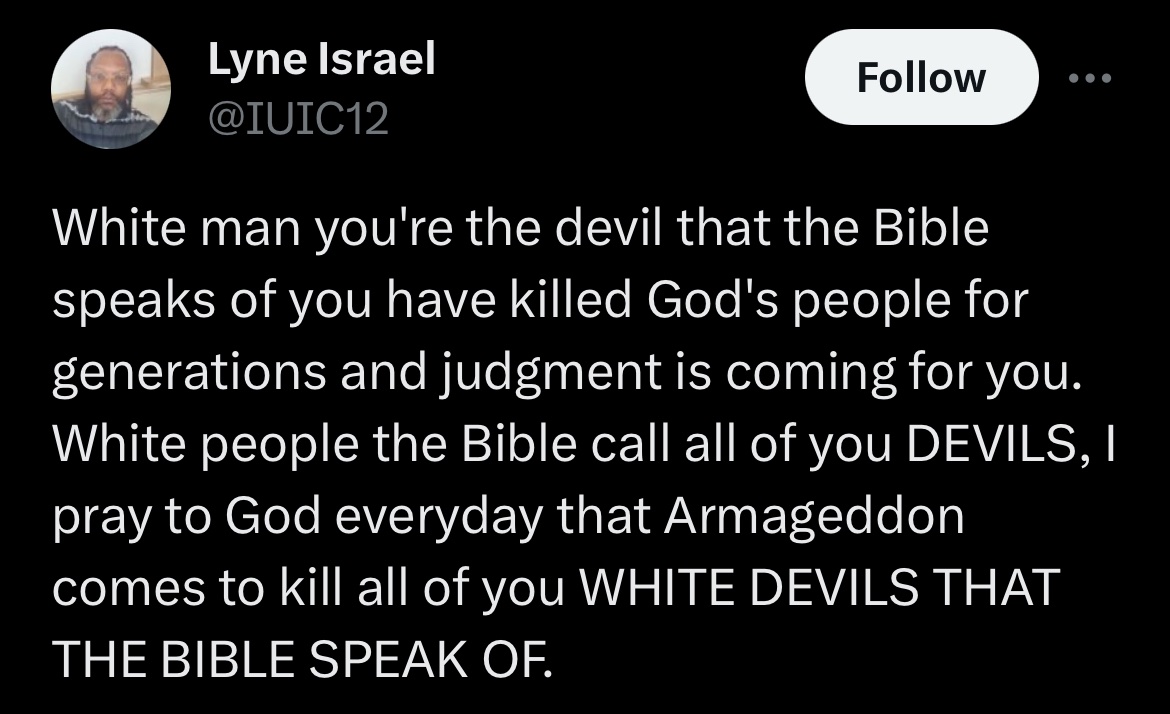 Lyne Israel
@IUIC12
Follow
White man you're the devil that the Bible
speaks of you have killed God's people for
generations and judgment is coming for you.
White people the Bible call all of you DEVILS, I
pray to God everyday that Armageddon
comes to kill all of you WHITE DEVILS THAT
THE BIBLE SPEAK OF.